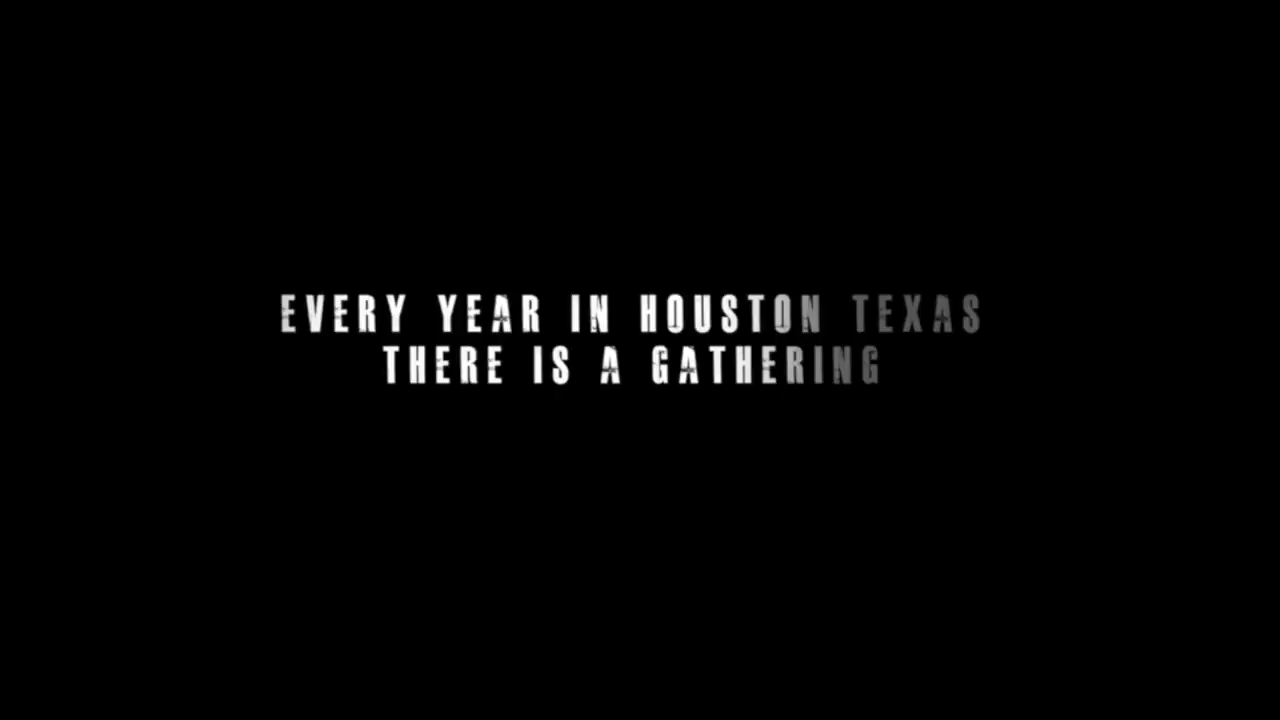 EVERY YEAR IN HOUSTON TEXAS
THERE IS A GATHERING